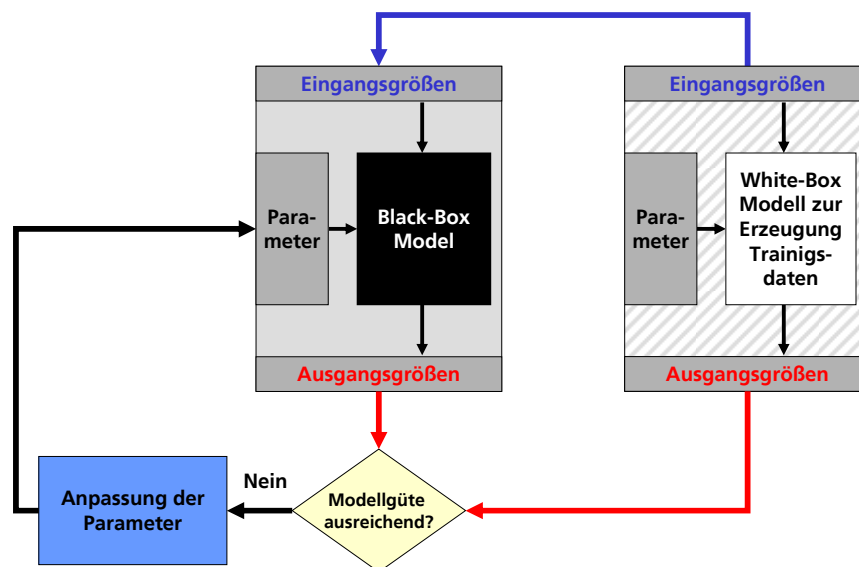 Eingangsgrößen
Eingangsgrößen
Para-
meter
Black-Box
Model
Para-
meter
White-Box
Modell zur
Erzeugung
Trainigs-
daten
Ausgangsgrößen
Ausgangsgrößen
Anpassung der
Parameter
Nein
Modellgüte
ausreichend?